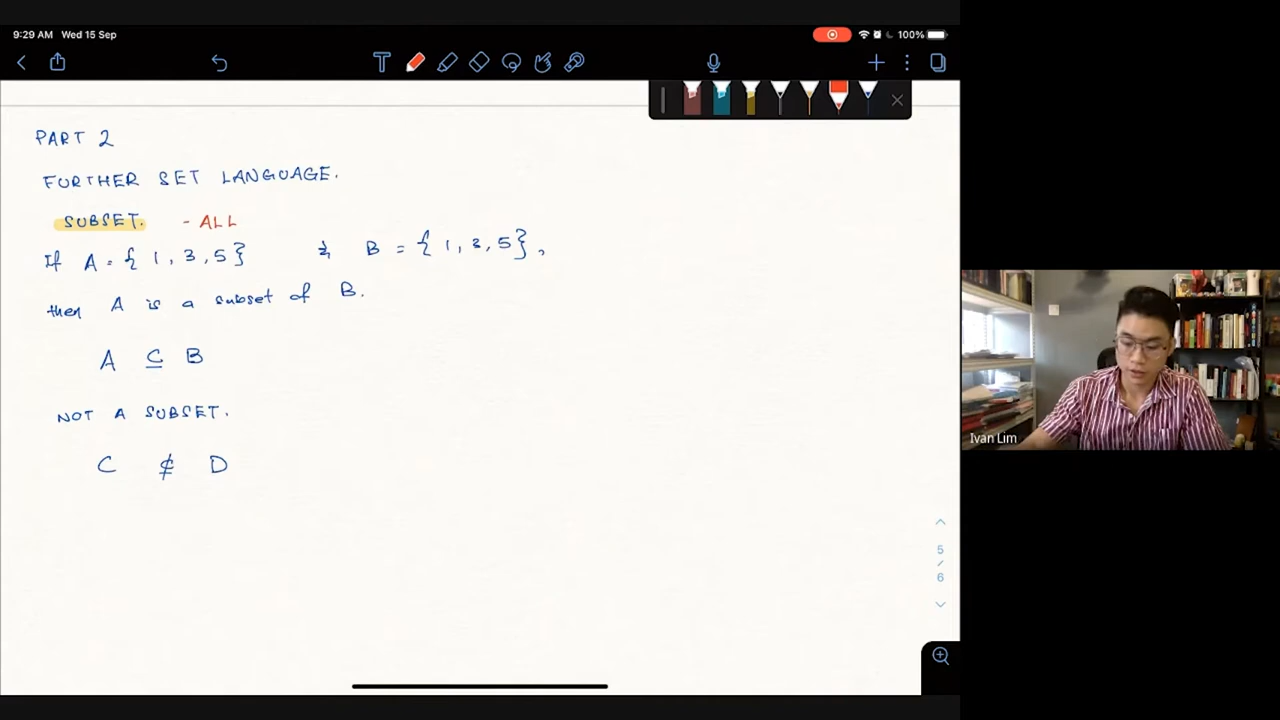 9:29 AM Wed 15 Sep
100%
PART 2
FURTHER SET LANGUAGE.
SUBSET. - ALL
If A = { 1, 3, 5 } & B = { 1, 3, 5 },
then A is a subset of B.
A ⊆ B
NOT A SUBSET.
C ⊈ D
5
/
6
Ivan Lim